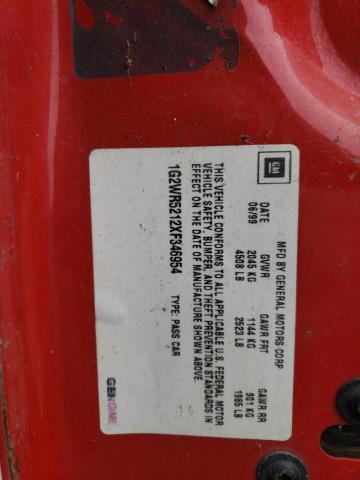 GM
MFD BY GENERAL MOTORS CORP
DATE GVWR GAWR FRT GAWR RR
06/99 2045 KG 1144 KG 901 KG
4508 LB 2523 LB 1985 LB
THIS VEHICLE CONFORMS TO ALL APPLICABLE U.S. FEDERAL MOTOR
VEHICLE SAFETY, BUMPER, AND THEFT PREVENTION STANDARDS IN
EFFECT ON THE DATE OF MANUFACTURE SHOWN ABOVE.
1G2WR5212XF346954 TYPE: PASS CAR
GENUINE